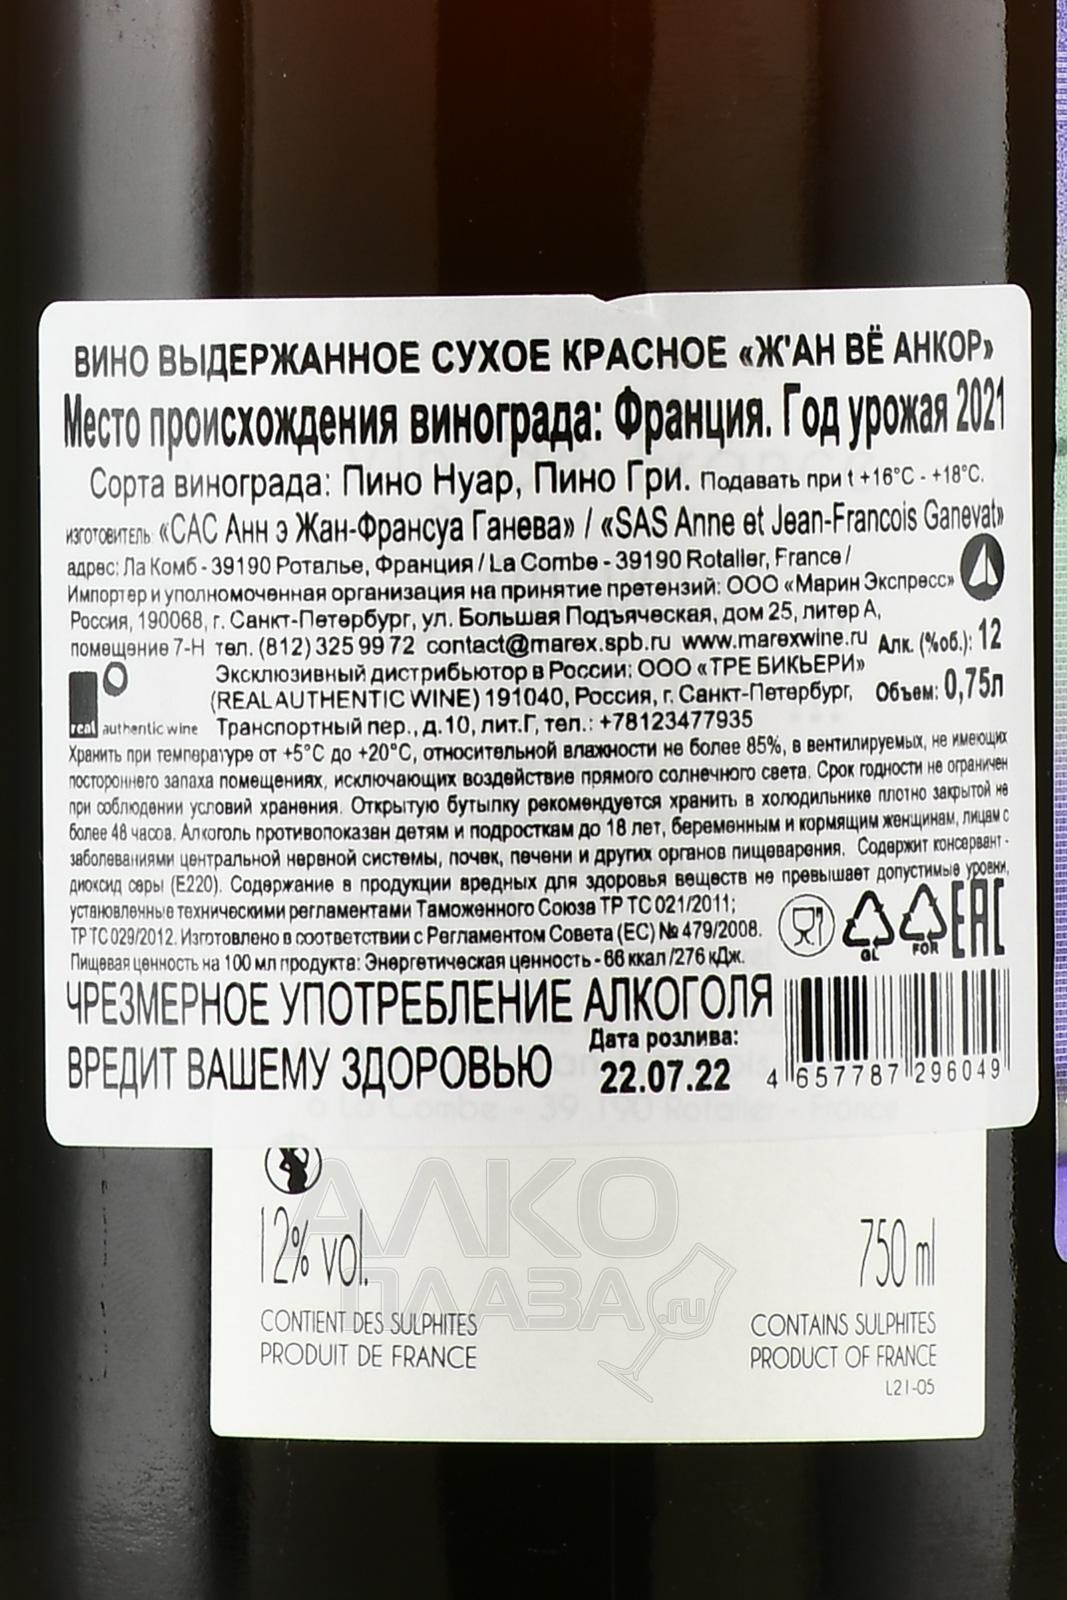 ВИНО ВЫДЕРЖАННОЕ СУХОЕ КРАСНОЕ «Ж'АН ВЁ АНКОР»
Место происхождения винограда: Франция. Год урожая 2021
Сорта винограда: Пино Нуар, Пино Гри. Подавать при t +16°C - +18°C.
изготовитель: «САС Анн э Жан-Франсуа Ганева» / «SAS Anne et Jean-Francois Ganevat»
адрес: Ла Комб - 39190 Роталье, Франция / La Combe - 39190 Rotalier, France /
Импортер и уполномоченная организация на принятие претензий: ООО «Марин Экспресс»
Россия, 190068, г. Санкт-Петербург, ул. Большая Подъяческая, дом 25, литер А,
помещение 7-Н тел. (812) 325 99 72 contact@marex.spb.ru www.marexwine.ru Алк. (%об.): 12
Эксклюзивный дистрибьютор в России: ООО «ТРЕ БИКЬЕРИ»
(REAL AUTHENTIC WINE) 191040, Россия, г. Санкт-Петербург, Объем: 0,75л
real authentic wine Транспортный пер., д.10, лит.Г, тел.: +78123477935
Хранить при температуре от +5°C до +20°C, относительной влажности не более 85%, в вентилируемых, не имеющих
постороннего запаха помещениях, исключающих воздействие прямого солнечного света. Срок годности не ограничен
при соблюдении условий хранения. Открытую бутылку рекомендуется хранить в холодильнике плотно закрытой не
более 48 часов. Алкоголь противопоказан детям и подросткам до 18 лет, беременным и кормящим женщинам, лицам с
заболеваниями центральной нервной системы, почек, печени и других органов пищеварения. Содержит консервант -
диоксид серы (Е220). Содержание в продукции вредных для здоровья веществ не превышает допустимые уровни,
установленные техническими регламентами Таможенного Союза ТР ТС 021/2011;
ТР ТС 029/2012. Изготовлено в соответствии с Регламентом Совета (ЕС) № 479/2008.
GL FOR EAC
Пищевая ценность на 100 мл продукта: Энергетическая ценность - 66 ккал /276 кДж.
ЧРЕЗМЕРНОЕ УПОТРЕБЛЕНИЕ АЛКОГОЛЯ
ВРЕДИТ ВАШЕМУ ЗДОРОВЬЮ
Дата розлива:
22.07.22
4 657787 296049
La Combe - 39 190 Rotalier - France
АЛКО
ПЛАЗА.ru
12% vol.
750 ml
CONTIENT DES SULPHITES
PRODUIT DE FRANCE
CONTAINS SULPHITES
PRODUCT OF FRANCE
L21-05